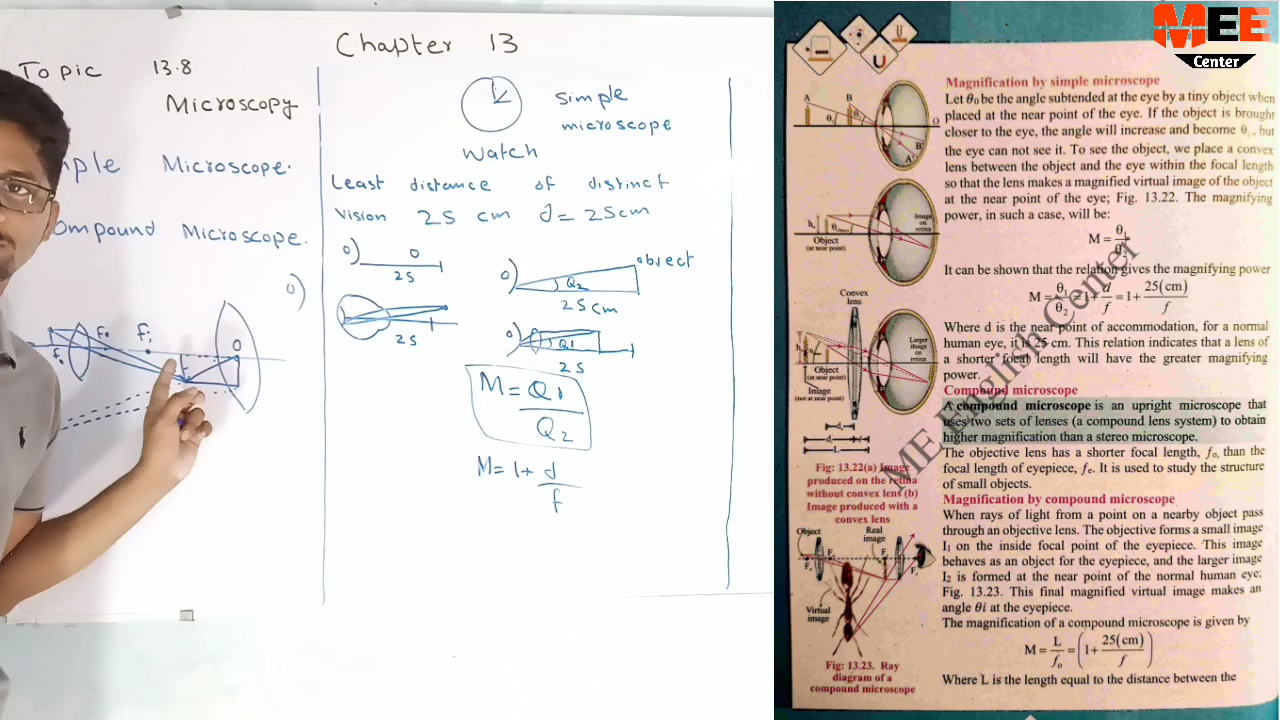 Chapter 13
Topic 13.8
Microscopy
mple Microscope.
ompound Microscope.
simple
microscope
Watch
Least distance of distinct
Vision 25 cm d = 25cm
0) 0
25
25
0) Q2 object
25cm
0) Q1
25
M = Q1
Q2
M = 1 + d
f
0)
Fo
Fi
fo
O
MEE
Center
Magnification by simple microscope
Let θ0 be the angle subtended at the eye by a tiny object when
placed at the near point of the eye. If the object is brought
closer to the eye, the angle will increase and become θi, but
the eye can not see it. To see the object, we place a convex
lens between the object and the eye within the focal length
so that the lens makes a magnified virtual image of the object
at the near point of the eye; Fig. 13.22. The magnifying
power, in such a case, will be:
M =
It can be shown that the relation gives the magnifying power
M = θ1/θ2 = 1+ d/f = 1+ 25(cm)/f
Where d is the near point of accommodation, for a normal
human eye, it is 25 cm. This relation indicates that a lens of
a shorter focal length will have the greater magnifying
power.
Compound microscope
A compound microscope is an upright microscope that
uses two sets of lenses (a compound lens system) to obtain
higher magnification than a stereo microscope.
The objective lens has a shorter focal length, fo, than the
focal length of eyepiece, fe. It is used to study the structure
of small objects.
Magnification by compound microscope
When rays of light from a point on a nearby object pass
through an objective lens. The objective forms a small image
I1 on the inside focal point of the eyepiece. This image
behaves as an object for the eyepiece, and the larger image
I2 is formed at the near point of the normal human eye;
Fig. 13.23. This final magnified virtual image makes an
angle θi at the eyepiece.
The magnification of a compound microscope is given by
M = L/fo = (1+ 25(cm)/f)
Where L is the length equal to the distance between the
A B
O
B'
A'
Object
(at near point)
Image
on
retina
Convex
lens
Larger
image
on
retina
Object
(at near point)
Image
(not at near point)
L
Fig: 13.22(a) Image
produced on the retina
without convex lens (b)
Image produced with a
convex lens
Object
Real
image
Virtual
image
Fig: 13.23. Ray
diagram of a
compound microscope
ME English Center